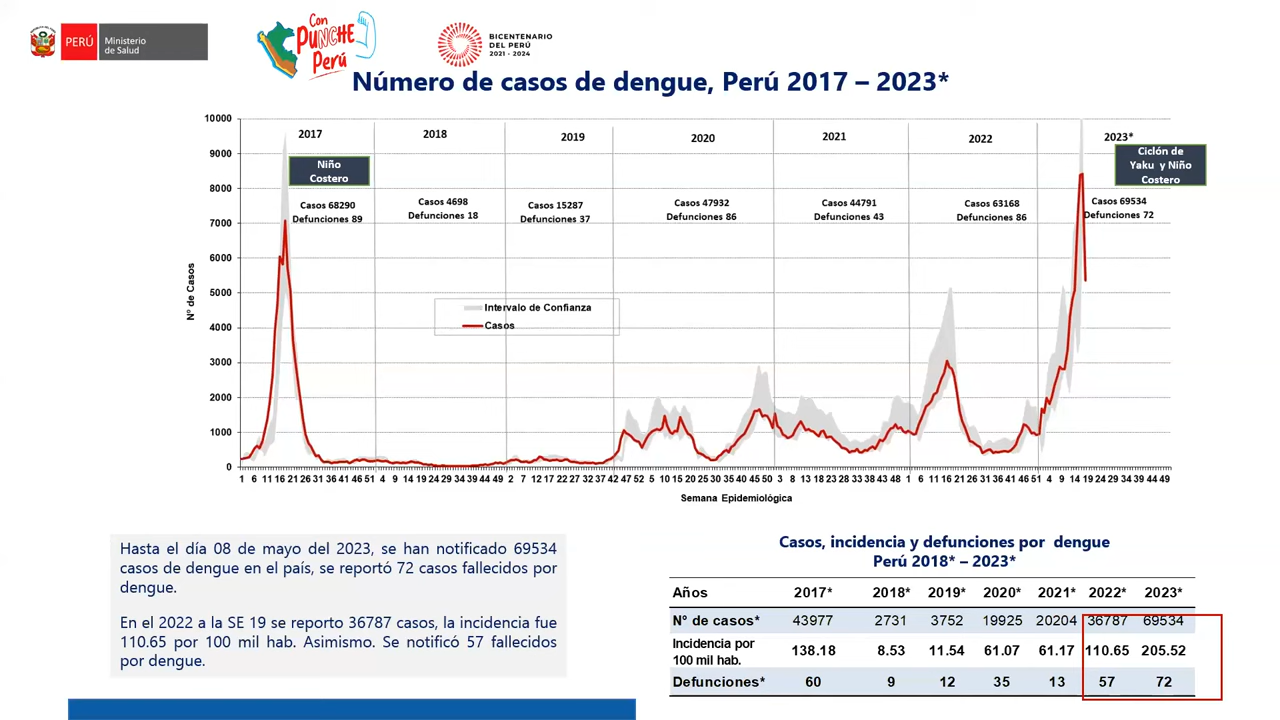 PERÚ
Ministerio
de Salud
Con
PUNCHE
Perú
BICENTENARIO
DEL PERÚ
2021 - 2024
Número de casos de dengue, Perú 2017 – 2023*
10000
9000
8000
7000
6000
5000
4000
3000
2000
1000
0
Nº de Casos
2017
2018
2019
2020
2021
2022
2023*
Niño
Costero
Ciclón de
Yaku y Niño
Costero
Casos 68290
Defunciones 89
Casos 4698
Defunciones 18
Casos 15287
Defunciones 37
Casos 47932
Defunciones 86
Casos 44791
Defunciones 43
Casos 63168
Defunciones 86
Casos 69534
Defunciones 72
Intervalo de Confianza
Casos
1 6 11 16 21 26 31 36 41 46 51 4 9 14 19 24 29 34 39 44 49 2 7 12 17 22 27 32 37 42 47 52 5 10 15 20 25 30 35 40 45 50 3 8 13 18 23 28 33 38 43 48 1 6 11 16 21 26 31 36 41 46 51 4 9 14 19 24 29 34 39 44 49
Semana Epidemiológica
Hasta el día 08 de mayo del 2023, se han notificado 69534
casos de dengue en el país, se reportó 72 casos fallecidos por
dengue.
En el 2022 a la SE 19 se reporto 36787 casos, la incidencia fue
110.65 por 100 mil hab. Asimismo. Se notificó 57 fallecidos
por dengue.
Casos, incidencia y defunciones por dengue
Perú 2018* – 2023*
Años 2017* 2018* 2019* 2020* 2021* 2022* 2023*
Nº de casos* 43977 2731 3752 19925 20204 36787 69534
Incidencia por
100 mil hab. 138.18 8.53 11.54 61.07 61.17 110.65 205.52
Defunciones* 60 9 12 35 13 57 72